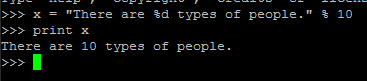 >>> x = "There are %d types of people." % 10
>>> print x
There are 10 types of people.
>>>